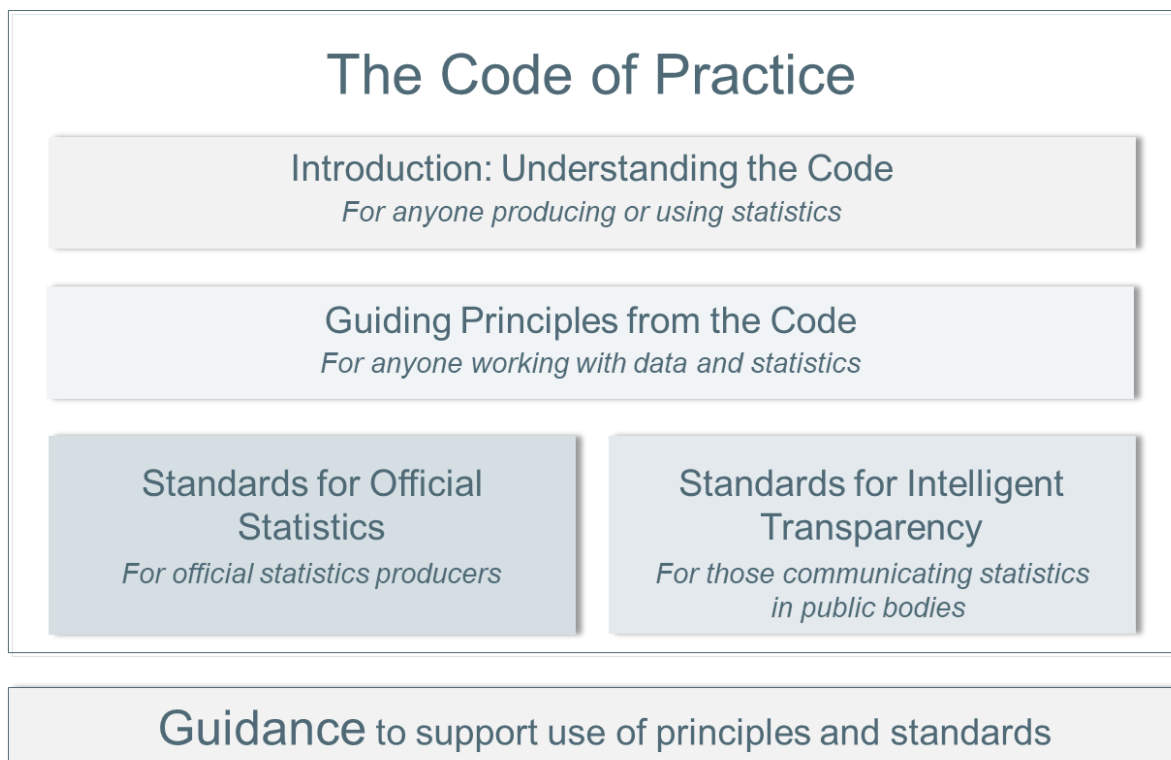 The Code of Practice
Introduction: Understanding the Code
For anyone producing or using statistics
Guiding Principles from the Code
For anyone working with data and statistics
Standards for Official
Statistics
For official statistics producers
Standards for Intelligent
Transparency
For those communicating statistics
in public bodies
Guidance to support use of principles and standards